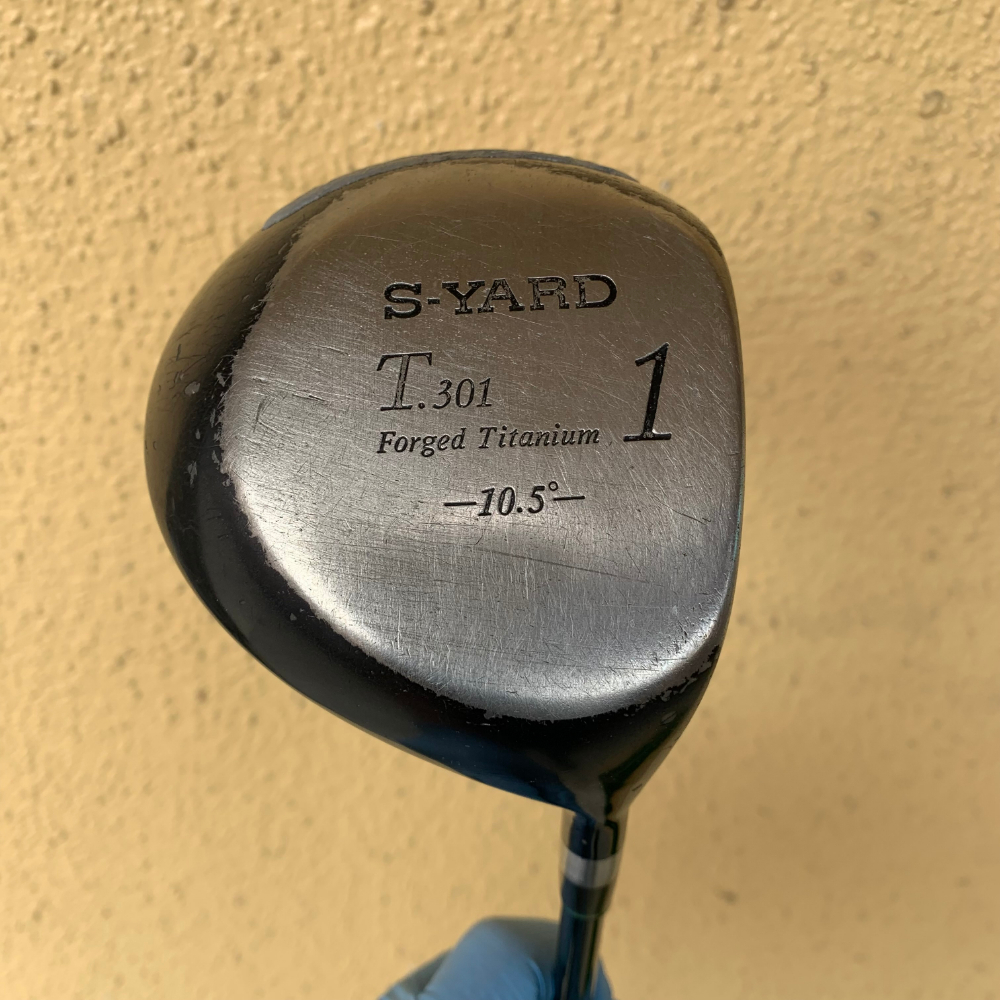 S-YARD
T.301 1
Forged Titanium
-10.5°-